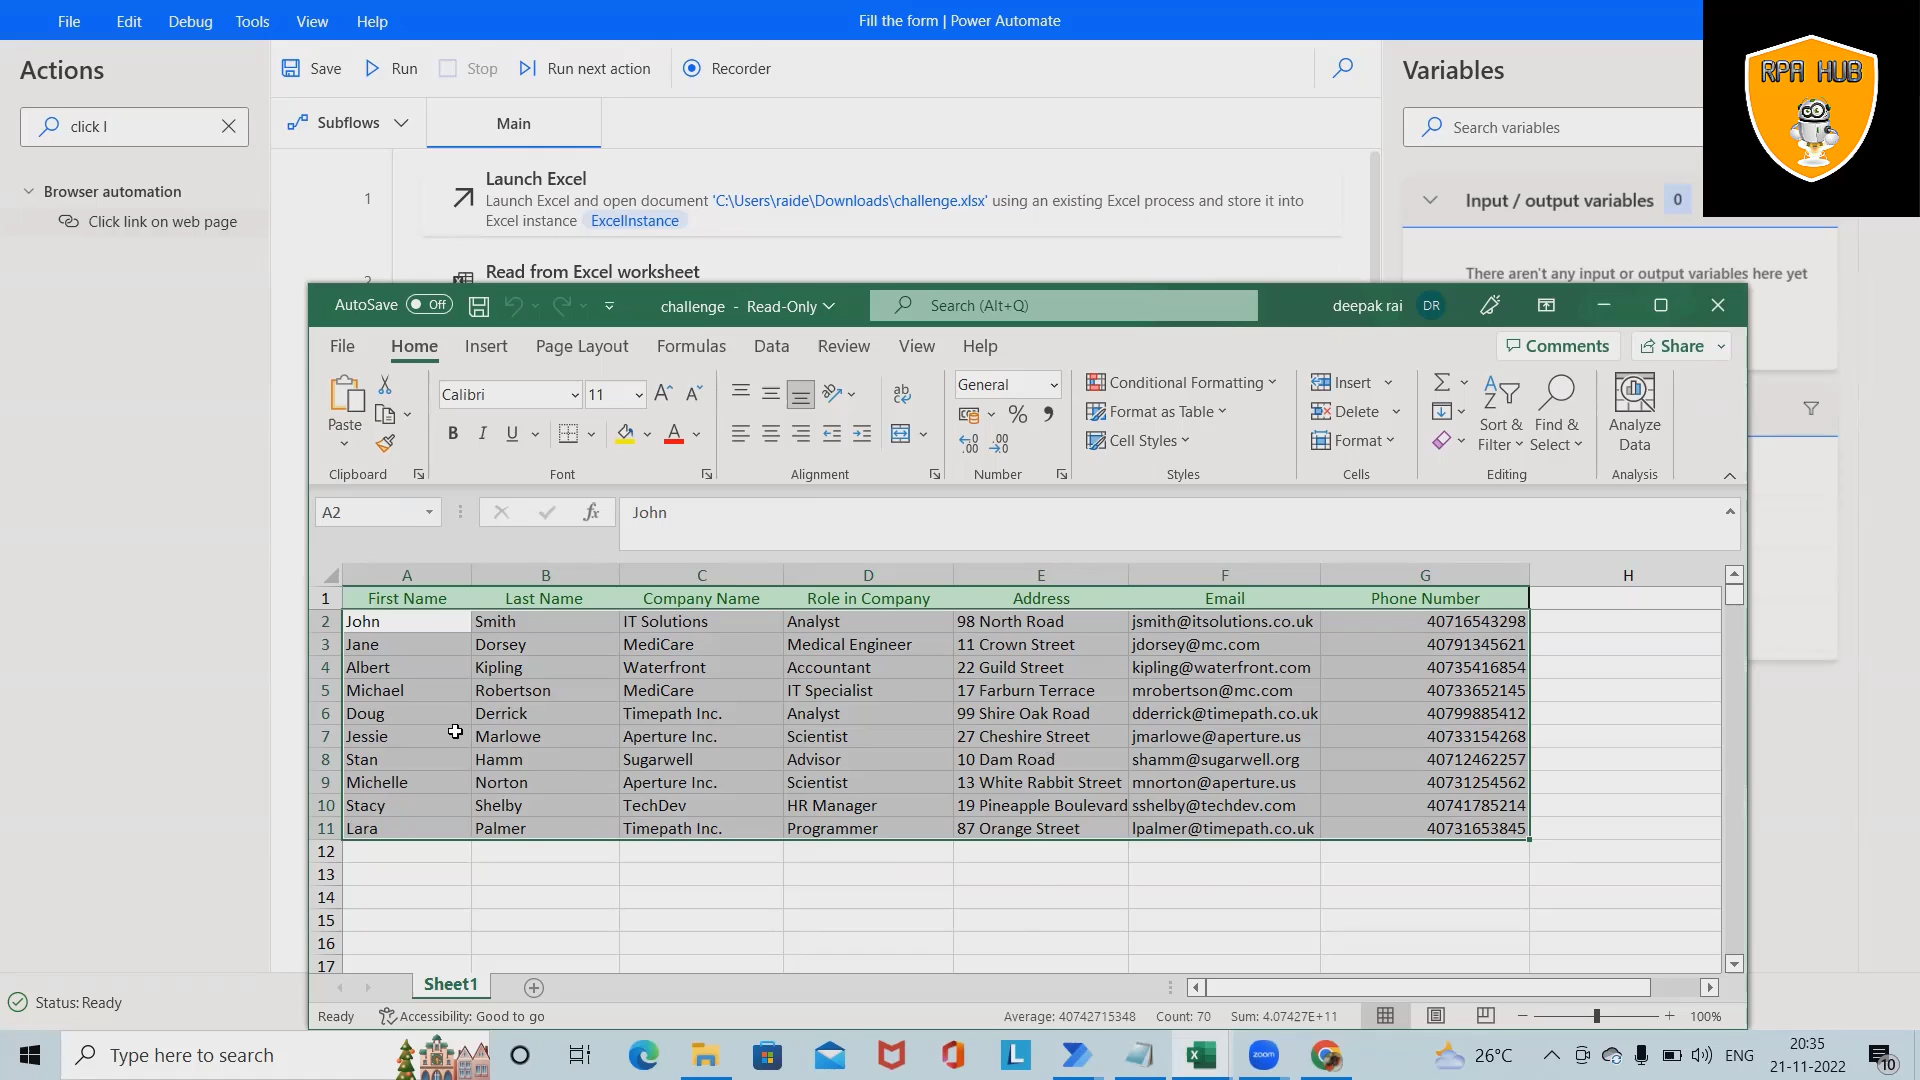 File Edit Debug Tools View Help
Fill the form | Power Automate
RPA HUB
Actions
click l
Browser automation
Click link on web page
Save Run Stop Run next action Recorder
Subflows Main
1
Launch Excel
Launch Excel and open document 'C:\Users\raide\Downloads\challenge.xlsx' using an existing Excel process and store it into
Excel instance ExcelInstance
2
Read from Excel worksheet
Variables
Search variables
Input / output variables 0
There aren't any input or output variables here yet
AutoSave Off challenge - Read-Only Search (Alt+Q) deepak rai DR
File Home Insert Page Layout Formulas Data Review View Help Comments Share
Paste
Clipboard
Calibri 11
B I U A
Font
ab
Alignment
General
% 9
Number
Conditional Formatting
Format as Table
Cell Styles
Styles
Insert
Delete
Format
Cells
Sort &
Filter
Find &
Select
Editing
Analyze
Data
Analysis
A2 fx John
A B C D E F G H
1 First Name Last Name Company Name Role in Company Address Email Phone Number
2 John Smith IT Solutions Analyst 98 North Road jsmith@itsolutions.co.uk 40716543298
3 Jane Dorsey MediCare Medical Engineer 11 Crown Street jdorsey@mc.com 40791345621
4 Albert Kipling Waterfront Accountant 22 Guild Street kipling@waterfront.com 40735416854
5 Michael Robertson MediCare IT Specialist 17 Farburn Terrace mrobertson@mc.com 40733652145
6 Doug Derrick Timepath Inc. Analyst 99 Shire Oak Road dderrick@timepath.co.uk 40799885412
7 Jessie Marlowe Aperture Inc. Scientist 27 Cheshire Street jmarlowe@aperture.us 40733154268
8 Stan Hamm Sugarwell Advisor 10 Dam Road shamm@sugarwell.org 40712462257
9 Michelle Norton Aperture Inc. Scientist 13 White Rabbit Street mnorton@aperture.us 40731254562
10 Stacy Shelby TechDev HR Manager 19 Pineapple Boulevard sshelby@techdev.com 40741785214
11 Lara Palmer Timepath Inc. Programmer 87 Orange Street lpalmer@timepath.co.uk 40731653845
12
13
14
15
16
17
Sheet1
Status: Ready
Ready Accessibility: Good to go Average: 40742715348 Count: 70 Sum: 4.07427E+11 100%
Type here to search
zoom
26°C
ENG
20:35
21-11-2022
10